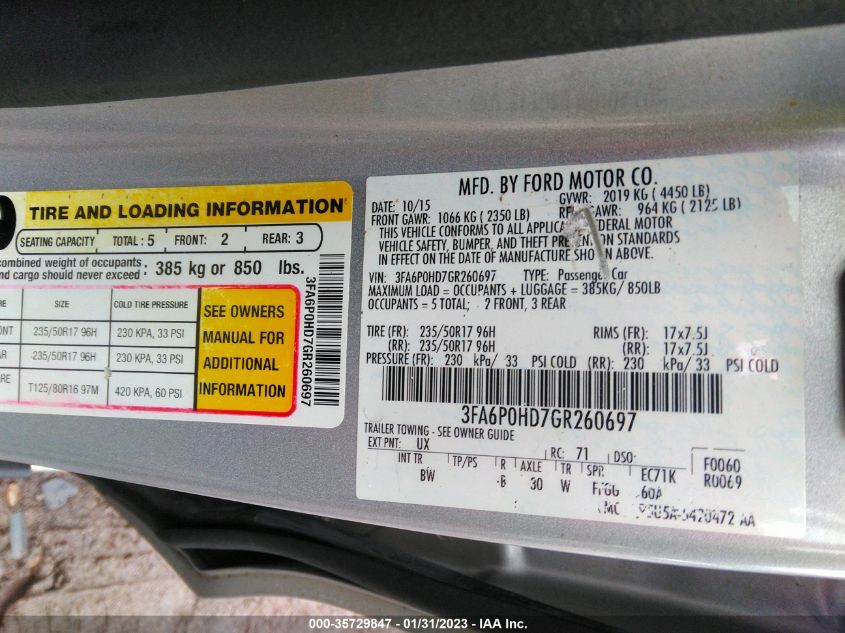 TIRE AND LOADING INFORMATION
SEATING CAPACITY TOTAL : 5 FRONT: 2 REAR: 3
combined weight of occupants
and cargo should never exceed : 385 kg or 850 lbs.
SIZE COLD TIRE PRESSURE
235/50R17 96H 230 KPA, 33 PSI
235/50R17 96H 230 KPA, 33 PSI
T125/80R16 97M 420 KPA, 60 PSI
SEE OWNERS
MANUAL FOR
ADDITIONAL
INFORMATION
3FA6P0HD7GR260697
MFD. BY FORD MOTOR CO.
DATE: 10/15 GVWR: 2019 KG ( 4450 LB)
FRONT GAWR: 1066 KG ( 2350 LB) GAWR: 964 KG ( 2125 LB)
THIS VEHICLE CONFORMS TO ALL MOTOR
VEHICLE SAFETY, BUMPER, AND THEFT STANDARDS
IN EFFECT ON THE DATE OF MANUFACTURE SHOWN ABOVE.
VIN: 3FA6P0HD7GR260697 TYPE: Passenger Car
MAXIMUM LOAD = OCCUPANTS + LUGGAGE = 385KG/ 850LB
OCCUPANTS = 5 TOTAL; 2 FRONT, 3 REAR
TIRE (FR): 235/50R17 96H RIMS (FR): 17x7.5J
(RR): 235/50R17 96H (RR): 17x7.5J
PRESSURE (FR): 230 kPa/ 33 PSI COLD (RR): 230 kPa/ 33 PSI COLD
3FA6P0HD7GR260697
TRAILER TOWING - SEE OWNER GUIDE
EXT PNT: UX RC: 71 DSO: F0060
INT TR TP/PS R AXLE TR SPR EC71K R0069
BW B 30 W
000-35729847 - 01/31/2023 - IAA Inc.